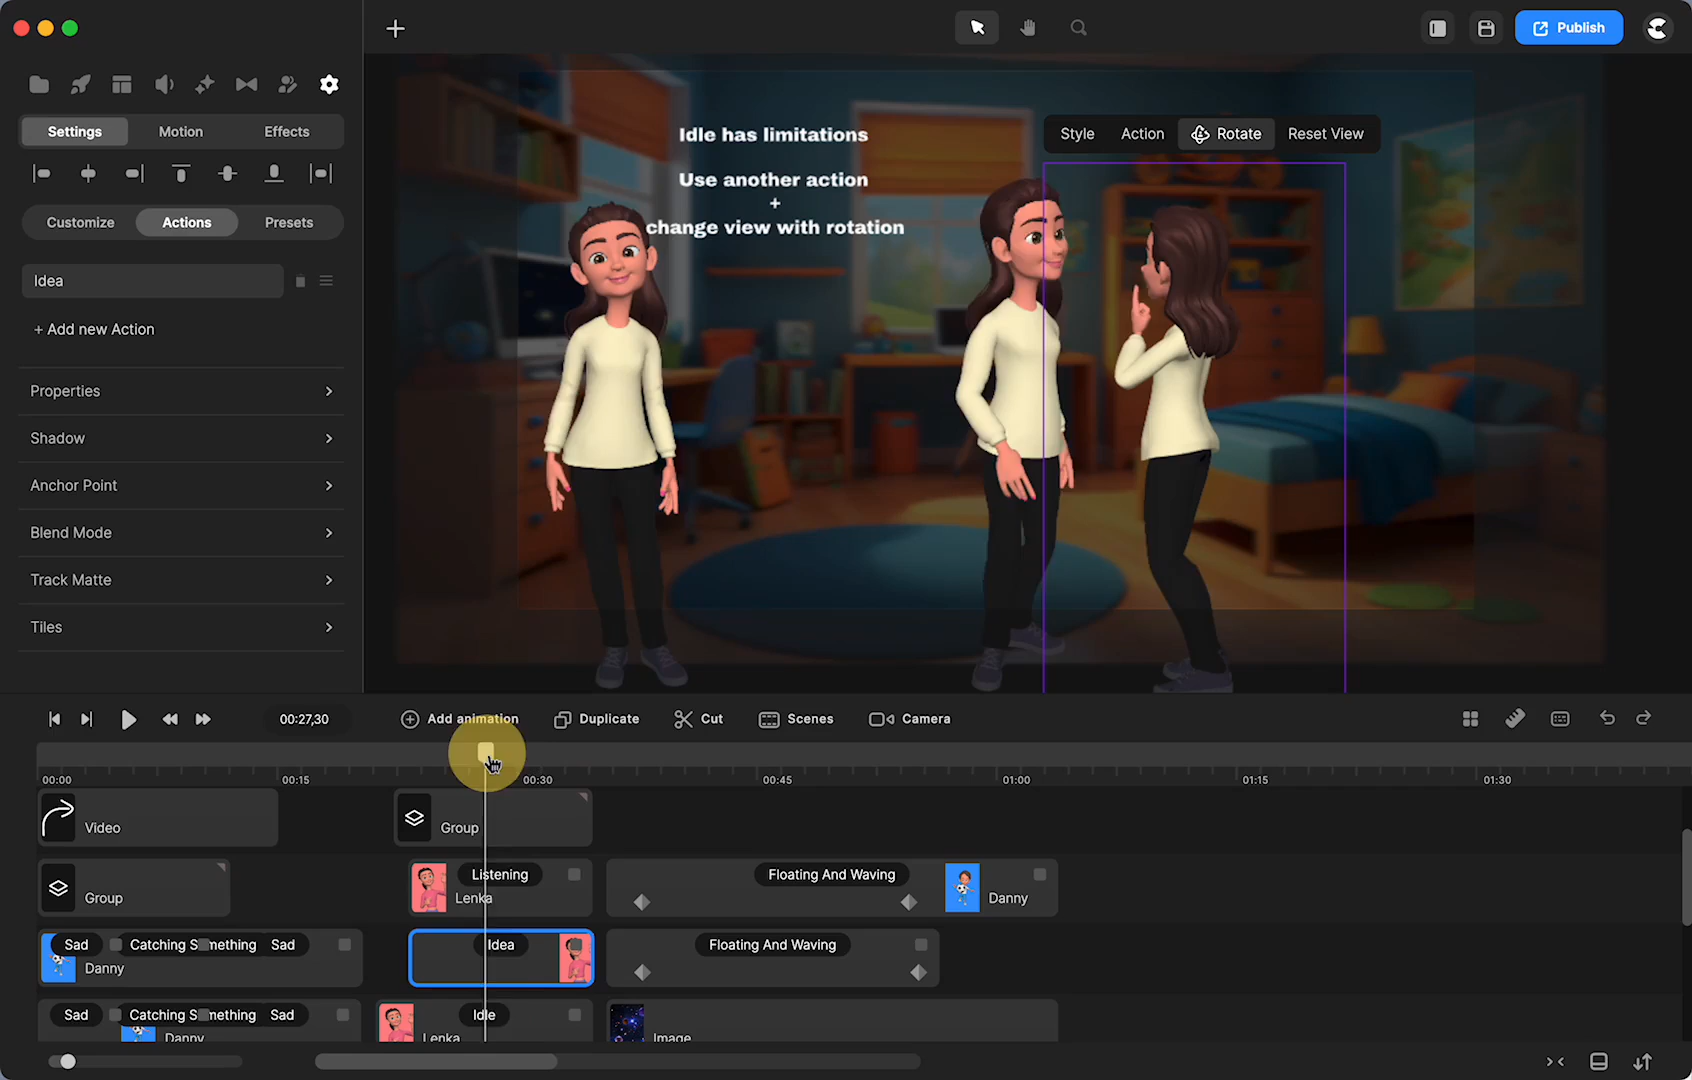 Publish
Settings
Motion
Effects
Customize
Actions
Presets
Idea
+ Add new Action
Properties
Shadow
Anchor Point
Blend Mode
Track Matte
Tiles
Idle has limitations
Use another action
+
change view with rotation
Style
Action
Rotate
Reset View
00:27,30
Add animation
Duplicate
Cut
Scenes
Camera
00:00
00:15
00:30
00:45
01:00
01:15
01:30
Video
Group
Group
Listening
Lenka
Floating And Waving
Danny
Sad
Catching Something
Sad
Danny
Idea
Floating And Waving
Sad
Catching Something
Sad
Danny
Idle
Lenka
Image